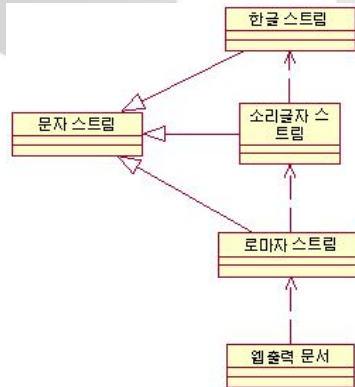 한글 스트림
문자 스트림
소리글자 스
트림
로마자 스트림
웹출력 문서